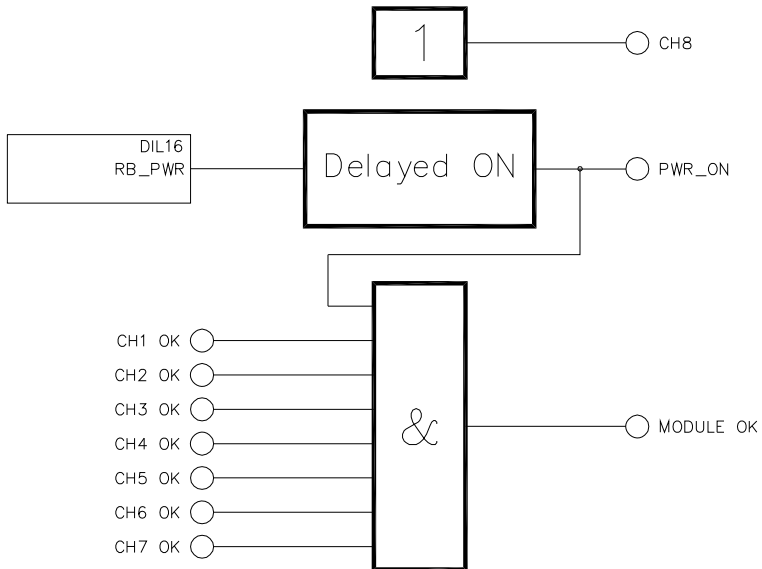 1
CH8
DIL16
RB_PWR
Delayed ON
PWR_ON
CH1 OK
CH2 OK
CH3 OK
CH4 OK
CH5 OK
CH6 OK
CH7 OK
&
MODULE OK